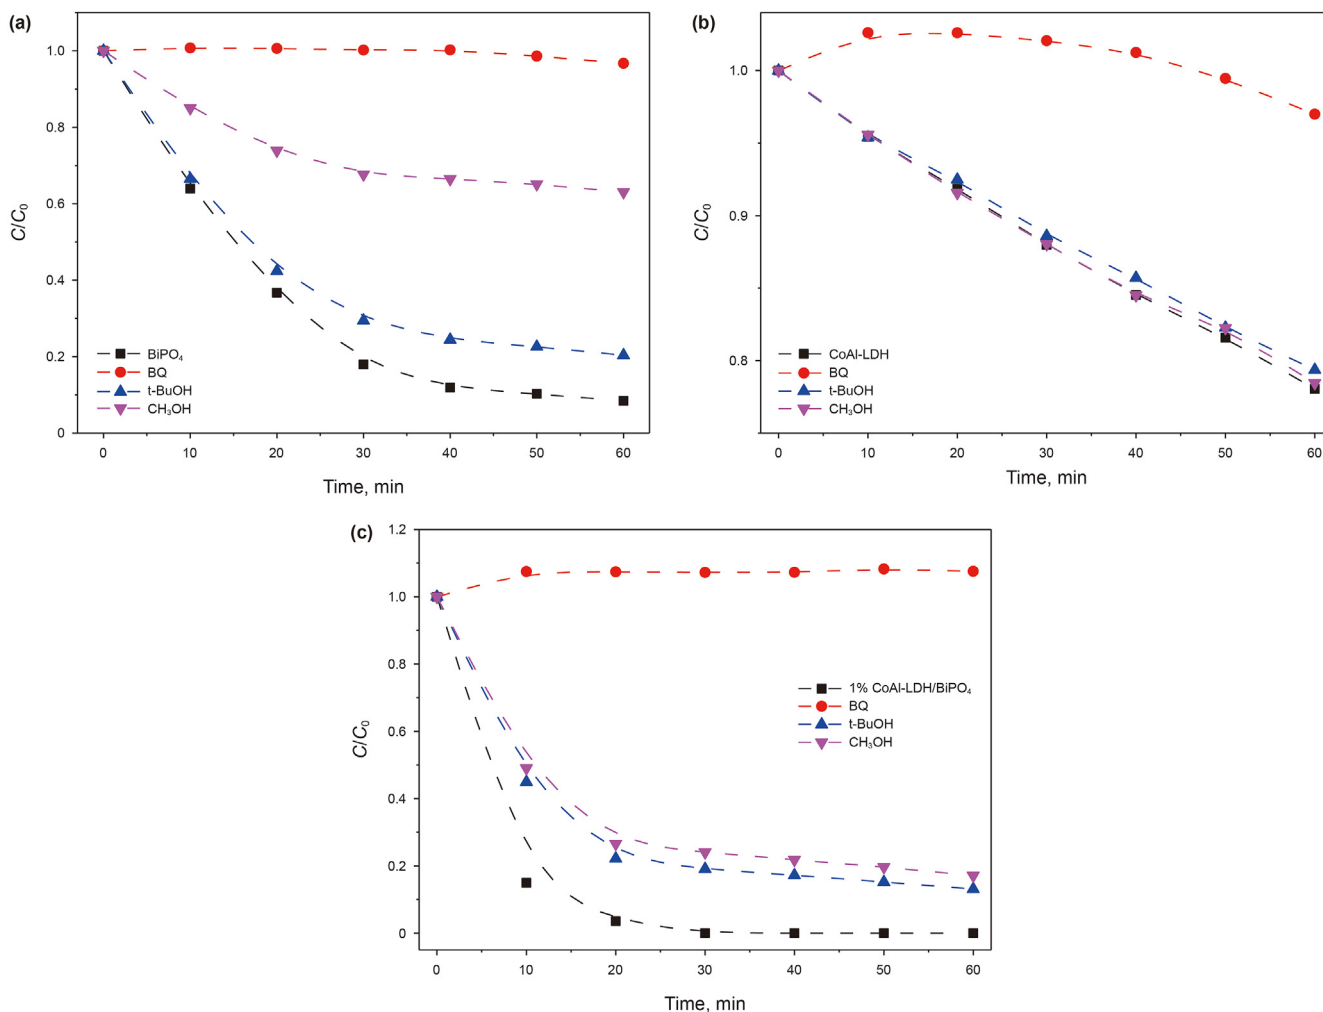 (a)
1.0
0.8
0.6
0.4
0.2
0
C/C₀
BiPO₄
BQ
t-BuOH
CH₃OH
0 10 20 30 40 50 60
Time, min
(b)
1.0
0.9
0.8
C/C₀
CoAl-LDH
BQ
t-BuOH
CH₃OH
0 10 20 30 40 50 60
Time, min
(c)
1.2
1.0
0.8
0.6
0.4
0.2
0
C/C₀
1% CoAl-LDH/BiPO₄
BQ
t-BuOH
CH₃OH
0 10 20 30 40 50 60
Time, min